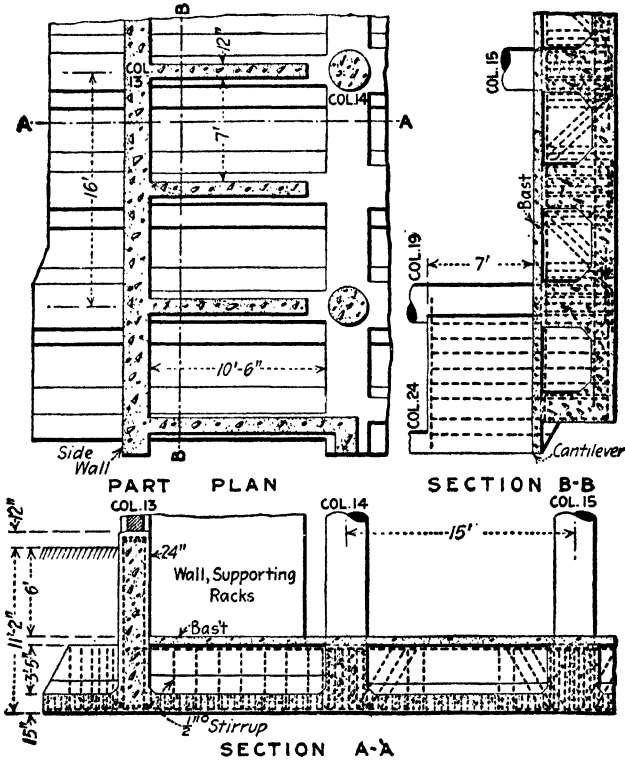 B
12"
COL
3
COL.14
COL.15
A
A
7'
16'
Bast
COL.19
7'
10'-6"
COL.24
Side
Wall
B
Cantilever
PART PLAN
SECTION B-B
COL.13
COL.14
COL.15
12"
24"
15'
Wall, Supporting
Racks
6'
11'-2"
Bas't
3'-5"
15"
1/2"° Stirrup
SECTION A-A